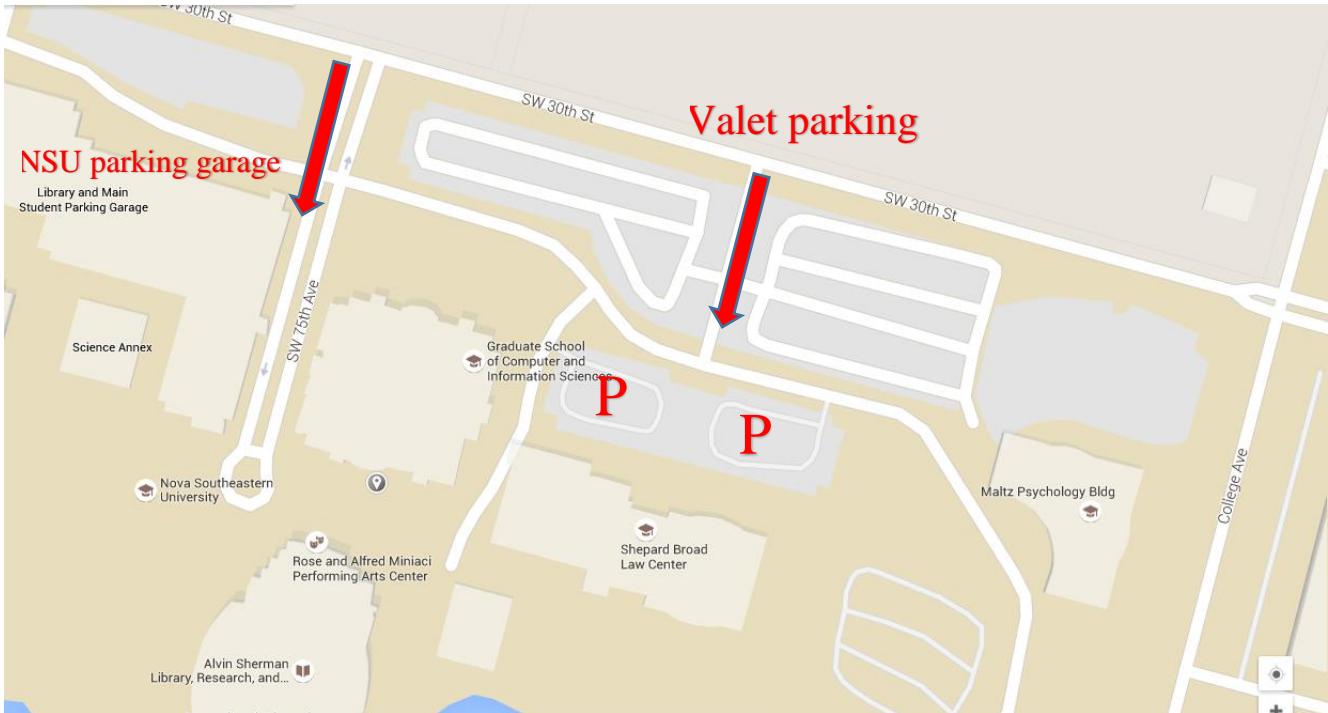 SW 30th St
SW 30th St
Valet parking
NSU parking garage
Library and Main
Student Parking Garage
SW 30th St
SW 75th Ave
Science Annex
Graduate School
of Computer and
Information Sciences
P
P
Nova Southeastern
University
Maltz Psychology Bldg
College Ave
Shepard Broad
Law Center
Rose and Alfred Miniaci
Performing Arts Center
Alvin Sherman
Library, Research, and...